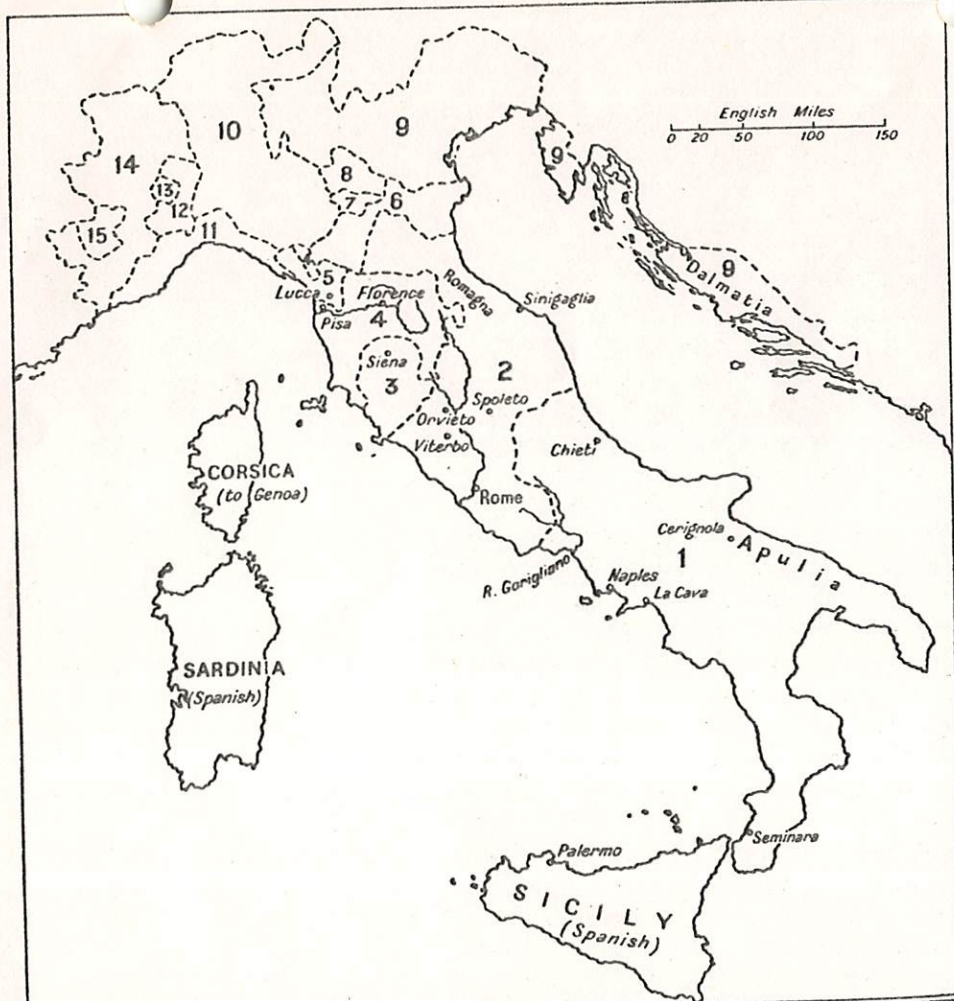 English Miles
0 20 50 100 150
10
9
14
9
8
13
7
6
12
15
11
9
Dalmatia
5
Romagna
Lucca
Florence
Sinigaglia
Pisa
4
Siena
2
3
Spoleto
Orvieto
Viterbo
Chieti
CORSICA
(to Genoa)
Rome
Cerignola
Apulia
1
R. Gorigliano
Naples
La Cava
SARDINIA
(Spanish)
Seminara
Palermo
SICILY
(Spanish)